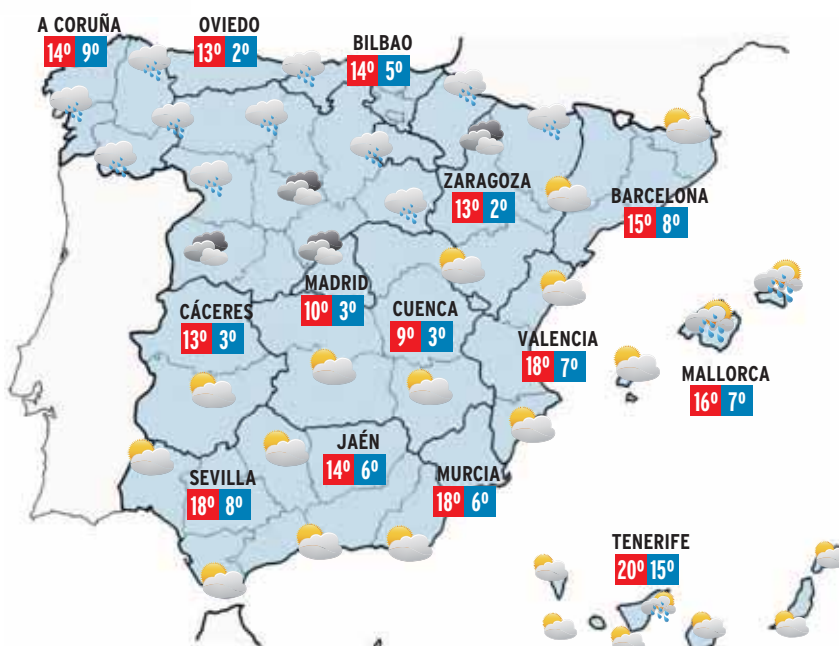 A CORUÑA
14º 9º
OVIEDO
13º 2º
BILBAO
14º 5º
ZARAGOZA
13º 2º
BARCELONA
15º 8º
MADRID
10º 3º
CÁCERES
13º 3º
CUENCA
9º 3º
VALENCIA
18º 7º
MALLORCA
16º 7º
JAÉN
14º 6º
SEVILLA
18º 8º
MURCIA
18º 6º
TENERIFE
20º 15º